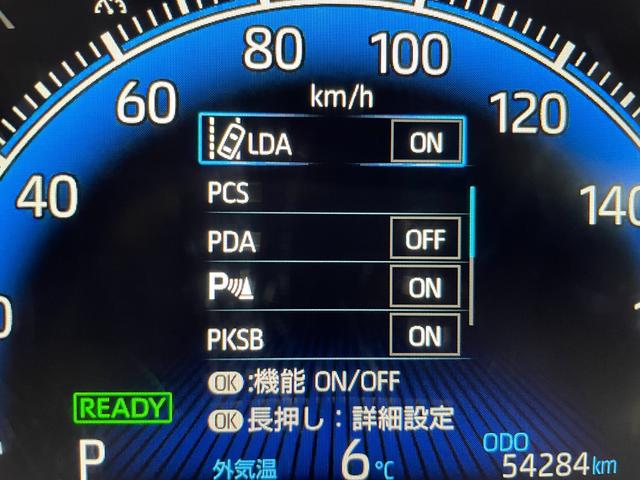 80
100
60
km/h
120
LDA ON
40
PCS
140
PDA OFF
P ON
PKSB ON
OK:機能 ON/OFF
READY
OK長押し:詳細設定
P
外気温 6℃
ODO
54284km